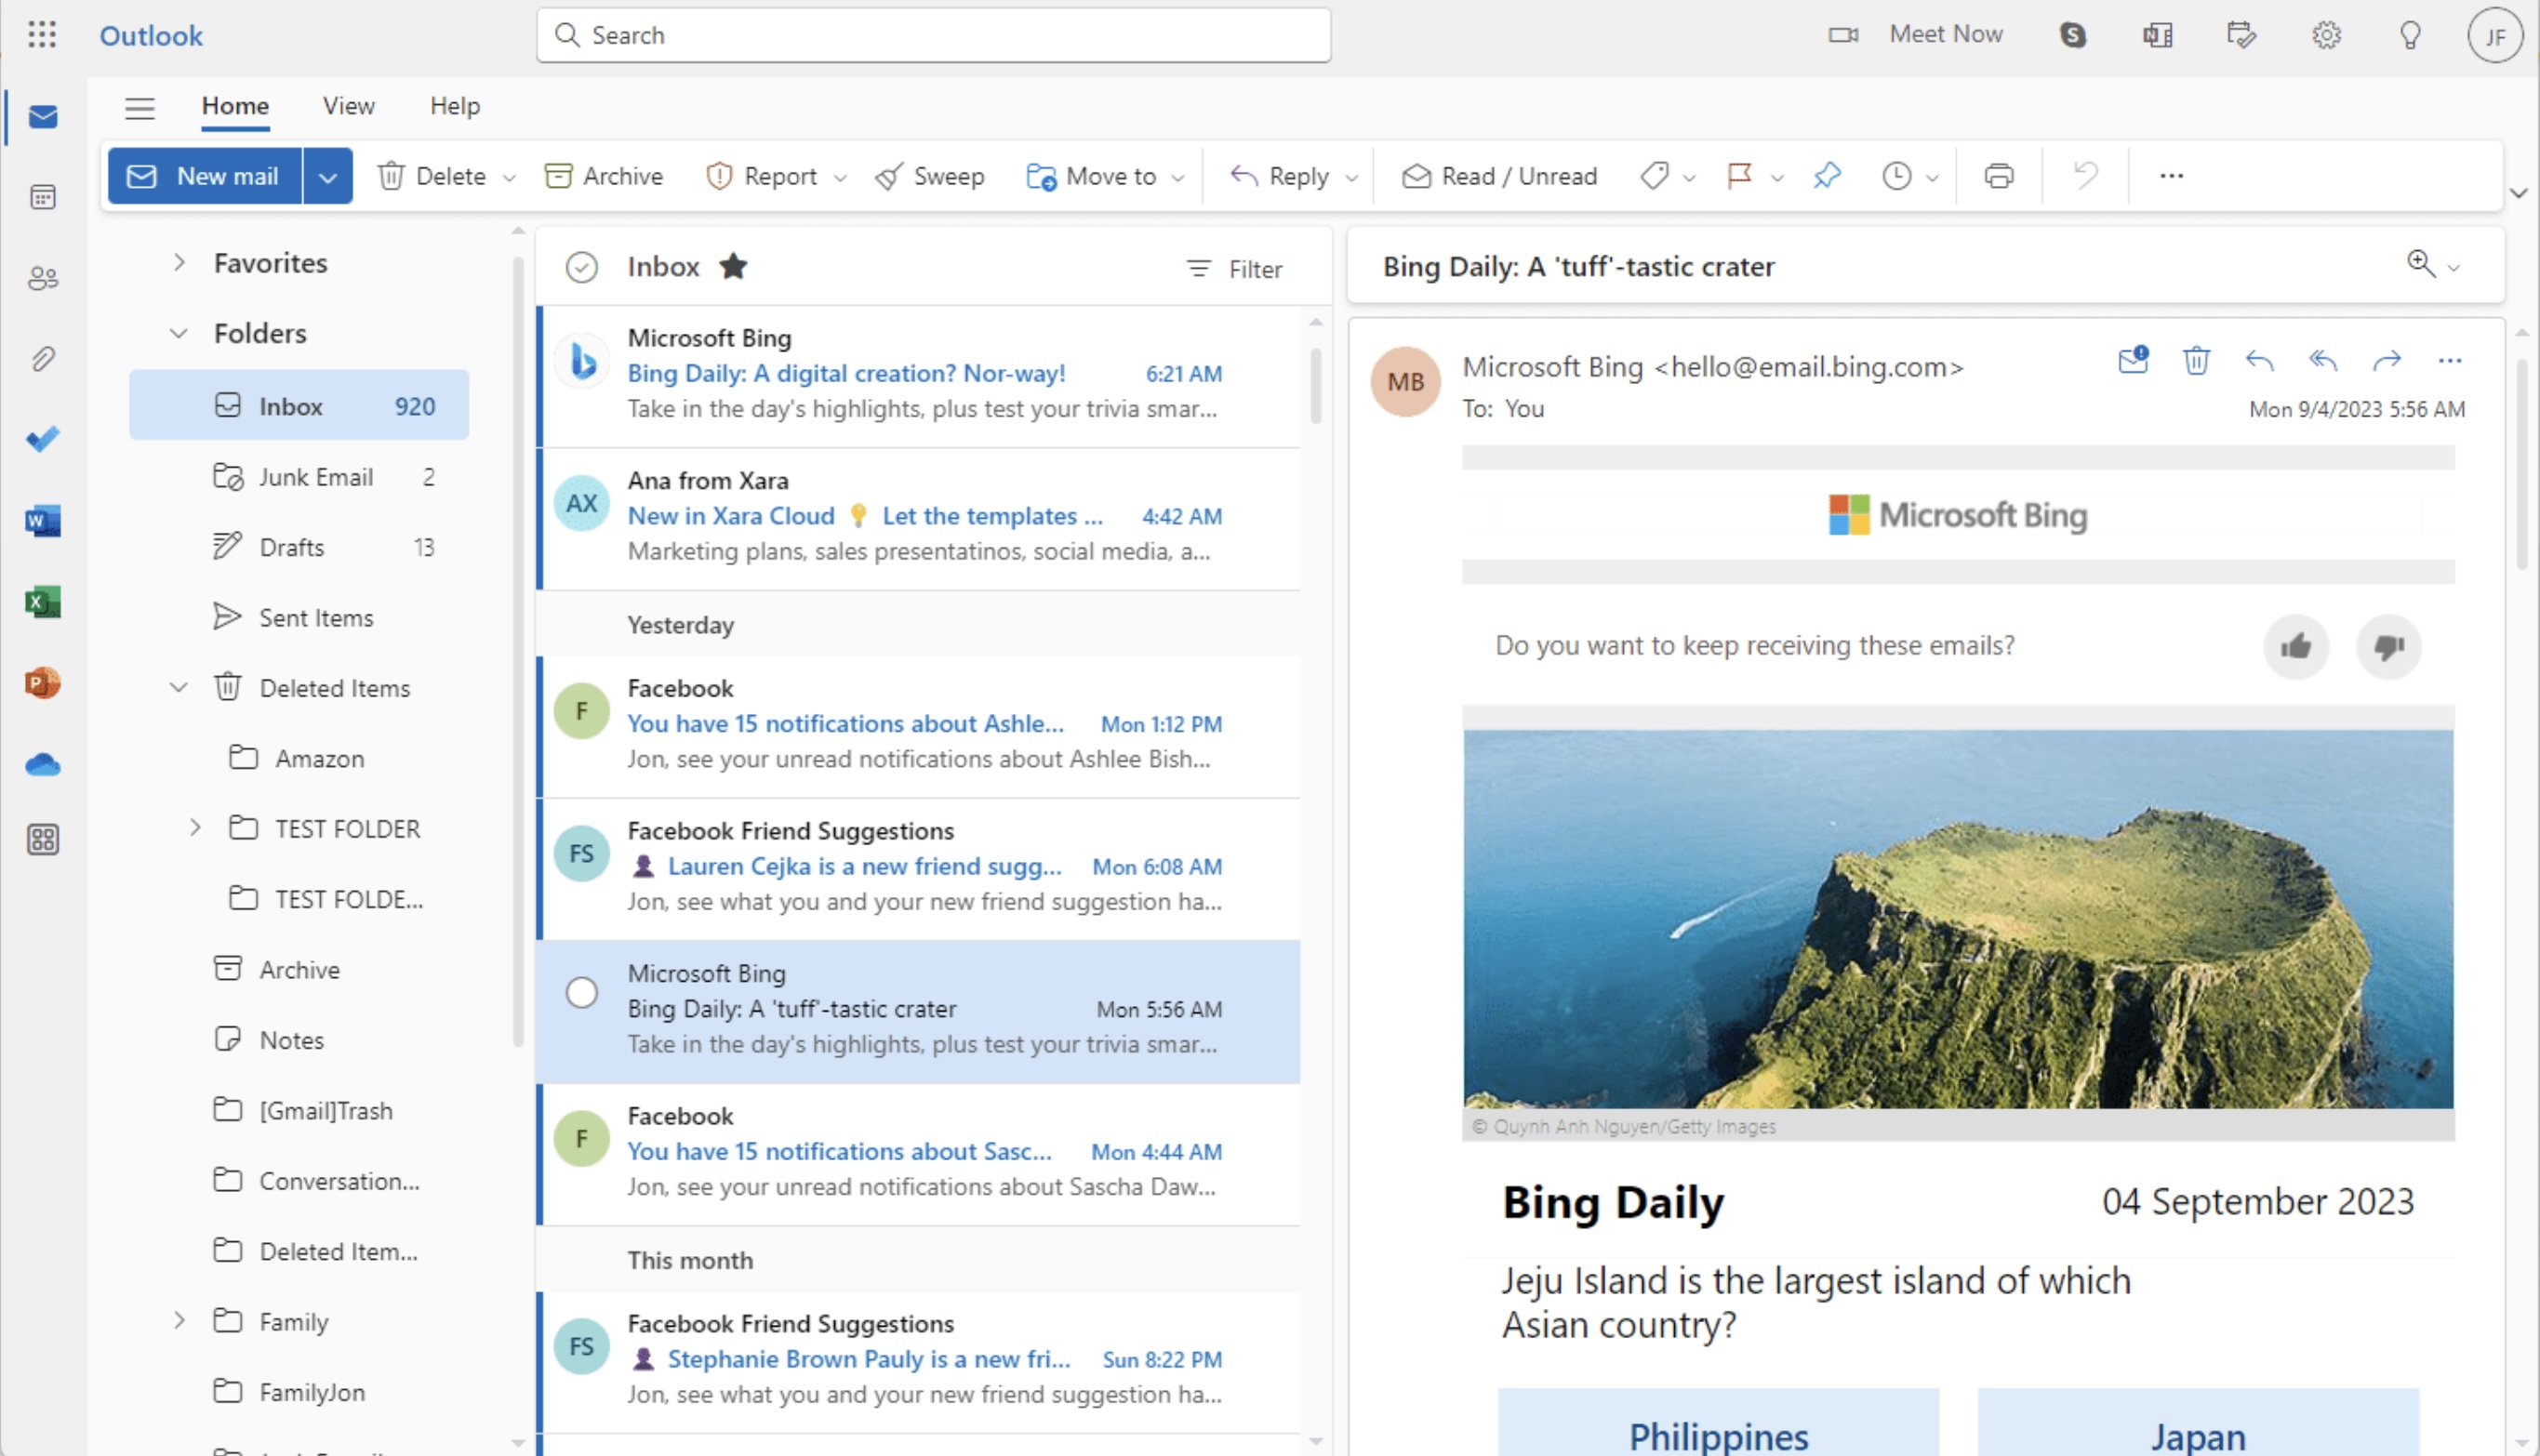 Outlook
Search
Meet Now
JF
Home View Help
New mail Delete Archive Report Sweep Move to Reply Read / Unread
Favorites
Folders
Inbox 920
Junk Email 2
Drafts 13
Sent Items
Deleted Items
Amazon
TEST FOLDER
TEST FOLDE...
Archive
Notes
[Gmail]Trash
Conversation...
Deleted Item...
Family
FamilyJon
Inbox
Filter
Microsoft Bing
Bing Daily: A digital creation? Nor-way! 6:21 AM
Take in the day's highlights, plus test your trivia smar...
AX
Ana from Xara
New in Xara Cloud 💡 Let the templates ... 4:42 AM
Marketing plans, sales presentatinos, social media, a...
Yesterday
F
Facebook
You have 15 notifications about Ashle... Mon 1:12 PM
Jon, see your unread notifications about Ashlee Bish...
FS
Facebook Friend Suggestions
👤 Lauren Cejka is a new friend sugg... Mon 6:08 AM
Jon, see what you and your new friend suggestion ha...
Microsoft Bing
Bing Daily: A 'tuff'-tastic crater Mon 5:56 AM
Take in the day's highlights, plus test your trivia smar...
F
Facebook
You have 15 notifications about Sasc... Mon 4:44 AM
Jon, see your unread notifications about Sascha Daw...
This month
FS
Facebook Friend Suggestions
👤 Stephanie Brown Pauly is a new fri... Sun 8:22 PM
Jon, see what you and your new friend suggestion ha...
Bing Daily: A 'tuff'-tastic crater
MB
Microsoft Bing <hello@email.bing.com>
To: You
Mon 9/4/2023 5:56 AM
Microsoft Bing
Do you want to keep receiving these emails?
© Quynh Anh Nguyen/Getty Images
Bing Daily
04 September 2023
Jeju Island is the largest island of which
Asian country?
Philippines
Japan